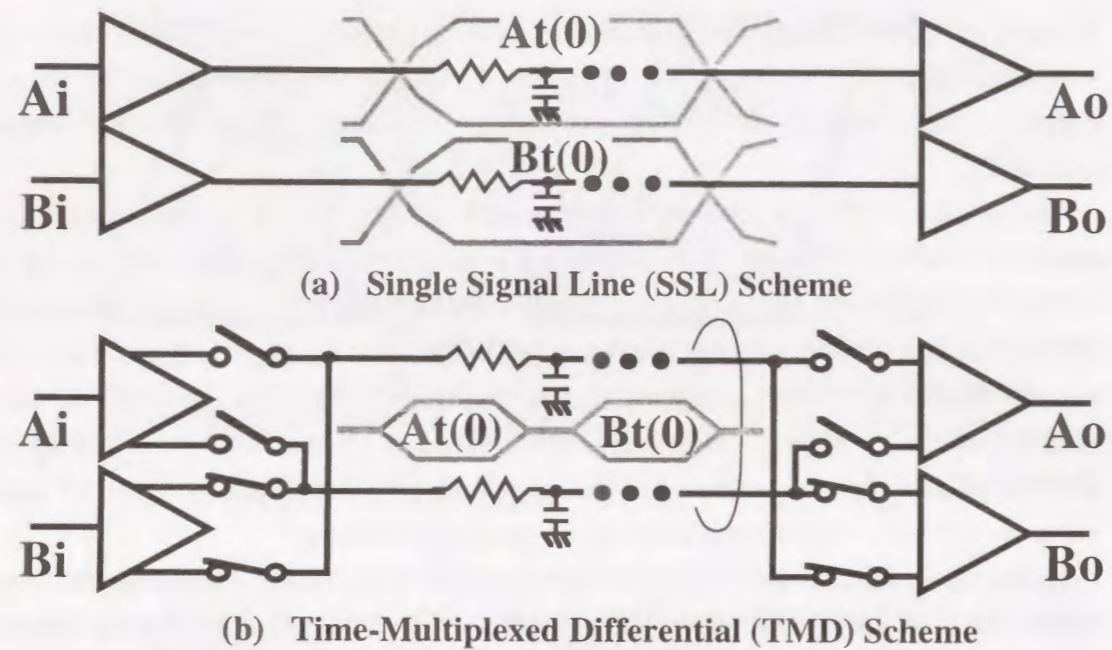 At(0)
Ai
Ao
Bt(0)
Bi
Bo
(a) Single Signal Line (SSL) Scheme
Ai
At(0) Bt(0)
Ao
Bi
Bo
(b) Time-Multiplexed Differential (TMD) Scheme